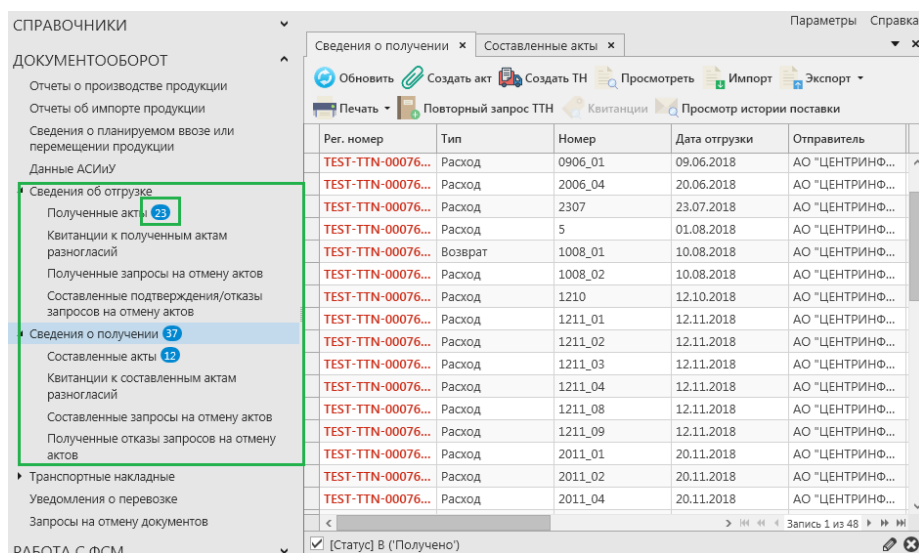 СПРАВОЧНИКИ
ДОКУМЕНТООБОРОТ
Отчеты о производстве продукции
Отчеты об импорте продукции
Сведения о планируемом ввозе или
перемещении продукции
Данные АСИиУ
Сведения об отгрузке
Полученные акты 23
Квитанции к полученным актам
разногласий
Полученные запросы на отмену актов
Составленные подтверждения/отказы
запросов на отмену актов
Сведения о получении 37
Составленные акты 12
Квитанции к составленным актам
разногласий
Составленные запросы на отмену актов
Полученные отказы запросов на отмену
актов
Транспортные накладные
Уведомления о перевозке
Запросы на отмену документов
РАБОТА С ФСМ
Параметры Справка
Сведения о получении × Составленные акты ×
Обновить Создать акт Создать ТН Просмотреть Импорт Экспорт
Печать Повторный запрос ТТН Квитанции Просмотр истории поставки
Рег. номер Тип Номер Дата отгрузки Отправитель
TEST-TTN-00076... Расход 0906_01 09.06.2018 АО "ЦЕНТРИНФ...
TEST-TTN-00076... Расход 2006_04 20.06.2018 АО "ЦЕНТРИНФ...
TEST-TTN-00076... Расход 2307 23.07.2018 АО "ЦЕНТРИНФ...
TEST-TTN-00076... Расход 5 01.08.2018 АО "ЦЕНТРИНФ...
TEST-TTN-00076... Возврат 1008_01 10.08.2018 АО "ЦЕНТРИНФ...
TEST-TTN-00076... Расход 1008_02 10.08.2018 АО "ЦЕНТРИНФ...
TEST-TTN-00076... Расход 1210 12.10.2018 АО "ЦЕНТРИНФ...
TEST-TTN-00076... Расход 1211_01 12.11.2018 АО "ЦЕНТРИНФ...
TEST-TTN-00076... Расход 1211_02 12.11.2018 АО "ЦЕНТРИНФ...
TEST-TTN-00076... Расход 1211_03 12.11.2018 АО "ЦЕНТРИНФ...
TEST-TTN-00076... Расход 1211_04 12.11.2018 АО "ЦЕНТРИНФ...
TEST-TTN-00076... Расход 1211_08 12.11.2018 АО "ЦЕНТРИНФ...
TEST-TTN-00076... Расход 1211_09 12.11.2018 АО "ЦЕНТРИНФ...
TEST-TTN-00076... Расход 2011_01 20.11.2018 АО "ЦЕНТРИНФ...
TEST-TTN-00076... Расход 2011_02 20.11.2018 АО "ЦЕНТРИНФ...
TEST-TTN-00076... Расход 2011_04 20.11.2018 АО "ЦЕНТРИНФ...
Запись 1 из 48
[Статус] В ('Получено')